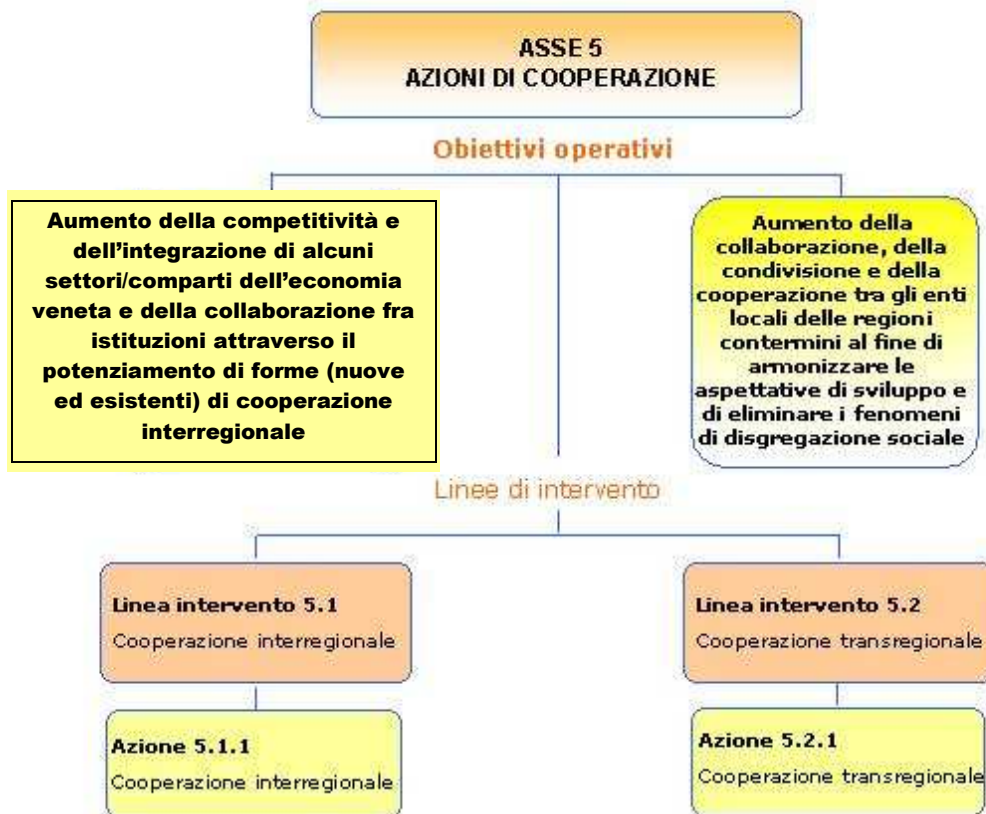 ASSE 5
AZIONI DI COOPERAZIONE
Obiettivi operativi
Aumento della competitività e
dell’integrazione di alcuni
settori/comparti dell’economia
veneta e della collaborazione fra
istituzioni attraverso il
potenziamento di forme (nuove
ed esistenti) di cooperazione
interregionale
Aumento della
collaborazione, della
condivisione e della
cooperazione tra gli enti
locali delle regioni
contermini al fine di
armonizzare le
aspettative di sviluppo e
di eliminare i fenomeni
di disgregazione sociale
Linee di intervento
Linea intervento 5.1
Cooperazione interregionale
Linea intervento 5.2
Cooperazione transregionale
Azione 5.1.1
Cooperazione interregionale
Azione 5.2.1
Cooperazione transregionale